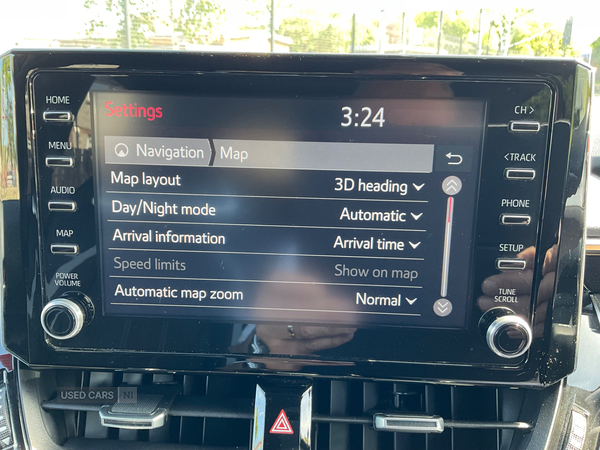 HOME
MENU
AUDIO
MAP
POWER
VOLUME
Settings
3:24
Navigation
Map
Map layout
3D heading
Day/Night mode
Automatic
Arrival information
Arrival time
Speed limits
Show on map
Automatic map zoom
Normal
CH >
< TRACK
PHONE
SETUP
TUNE
SCROLL
USED CARS NI